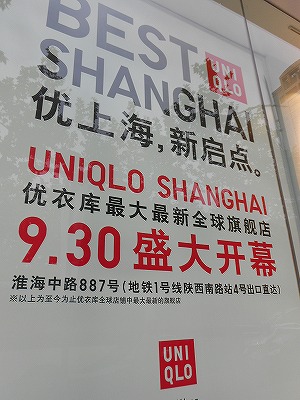 BEST
UNI
QLO
SHANGHAI
优上海,新启点。
UNIQLO SHANGHAI
优衣库最大最新全球旗舰店
9.30 盛大开幕
淮海中路887号(地铁1号线陕西南路站4号出口直达)
※以上为至今为止优衣库全球店铺中最大最新的旗舰店
UNI
QLO